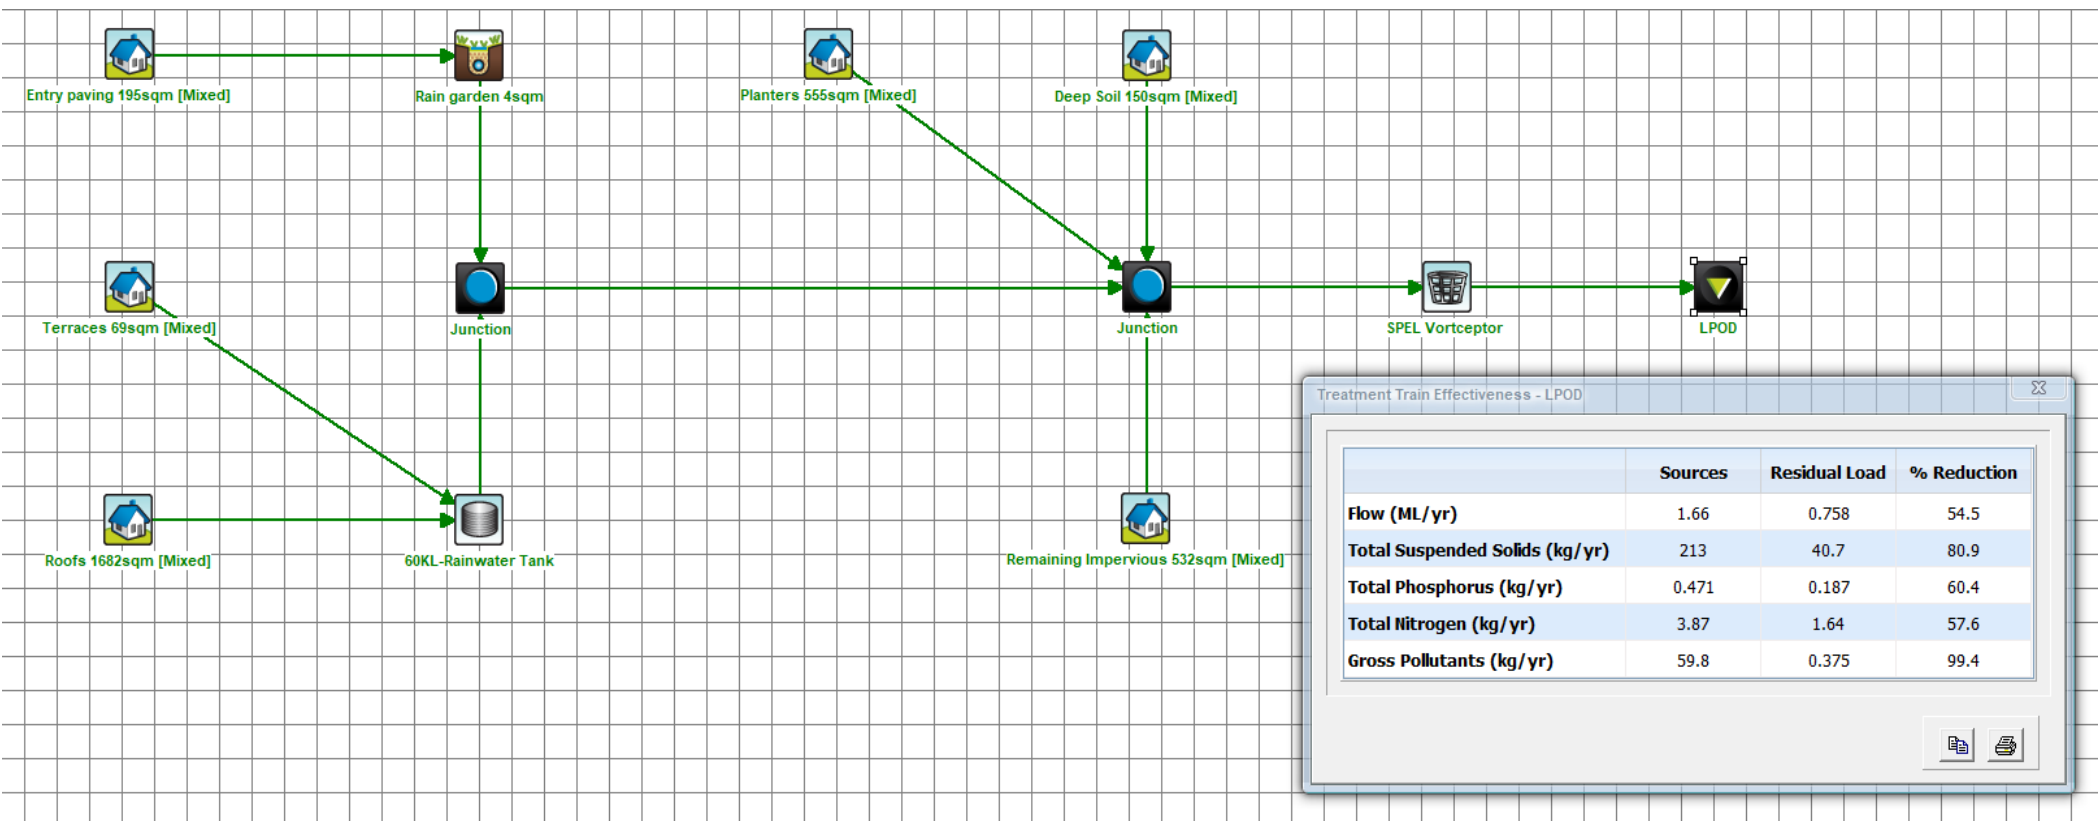 Entry paving 195sqm [Mixed]
Rain garden 4sqm
Planters 555sqm [Mixed]
Deep Soil 150sqm [Mixed]
Terraces 69sqm [Mixed]
Junction
Junction
SPEL Vortceptor
LPOD
Roofs 1682sqm [Mixed]
60KL-Rainwater Tank
Remaining Impervious 532sqm [Mixed]
Treatment Train Effectiveness - LPOD
Sources Residual Load % Reduction
Flow (ML/yr) 1.66 0.758 54.5
Total Suspended Solids (kg/yr) 213 40.7 80.9
Total Phosphorus (kg/yr) 0.471 0.187 60.4
Total Nitrogen (kg/yr) 3.87 1.64 57.6
Gross Pollutants (kg/yr) 59.8 0.375 99.4